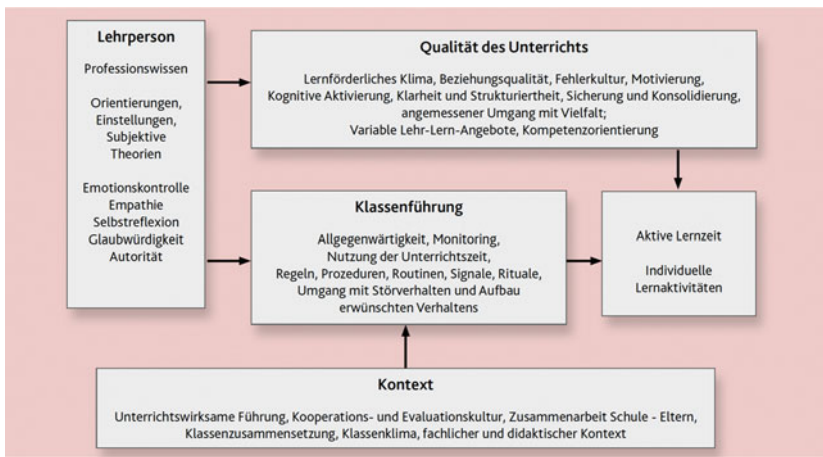 Lehrperson
Professionswissen
Orientierungen,
Einstellungen,
Subjektive
Theorien
Emotionskontrolle
Empathie
Selbstreflexion
Glaubwürdigkeit
Autorität
Qualität des Unterrichts
Lernförderliches Klima, Beziehungsqualität, Fehlerkultur, Motivierung,
Kognitive Aktivierung, Klarheit und Strukturiertheit, Sicherung und Konsolidierung,
angemessener Umgang mit Vielfalt;
Variable Lehr-Lern-Angebote, Kompetenzorientierung
Klassenführung
Allgegenwärtigkeit, Monitoring,
Nutzung der Unterrichtszeit,
Regeln, Prozeduren, Routinen, Signale, Rituale,
Umgang mit Störverhalten und Aufbau
erwünschten Verhaltens
Aktive Lernzeit
Individuelle
Lernaktivitäten
Kontext
Unterrichtswirksame Führung, Kooperations- und Evaluationskultur, Zusammenarbeit Schule - Eltern,
Klassenzusammensetzung, Klassenklima, fachlicher und didaktischer Kontext